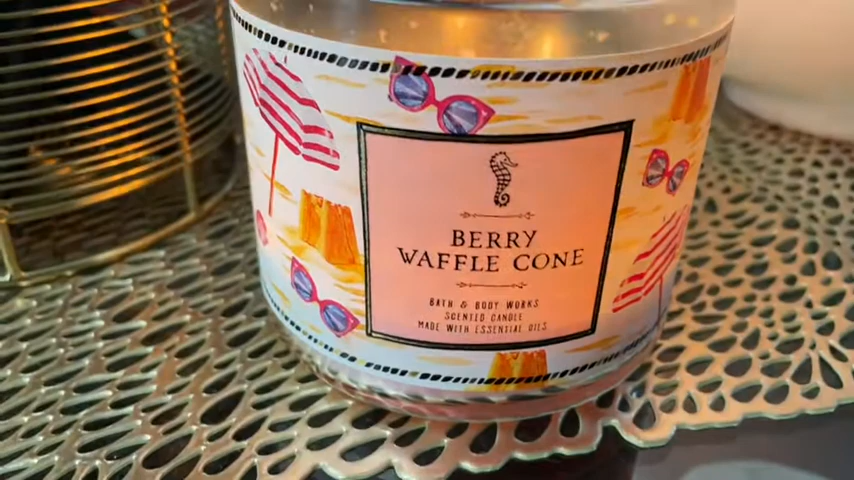 BERRY
WAFFLE CONE
BATH & BODY WORKS
SCENTED CANDLE
MADE WITH ESSENTIAL OILS